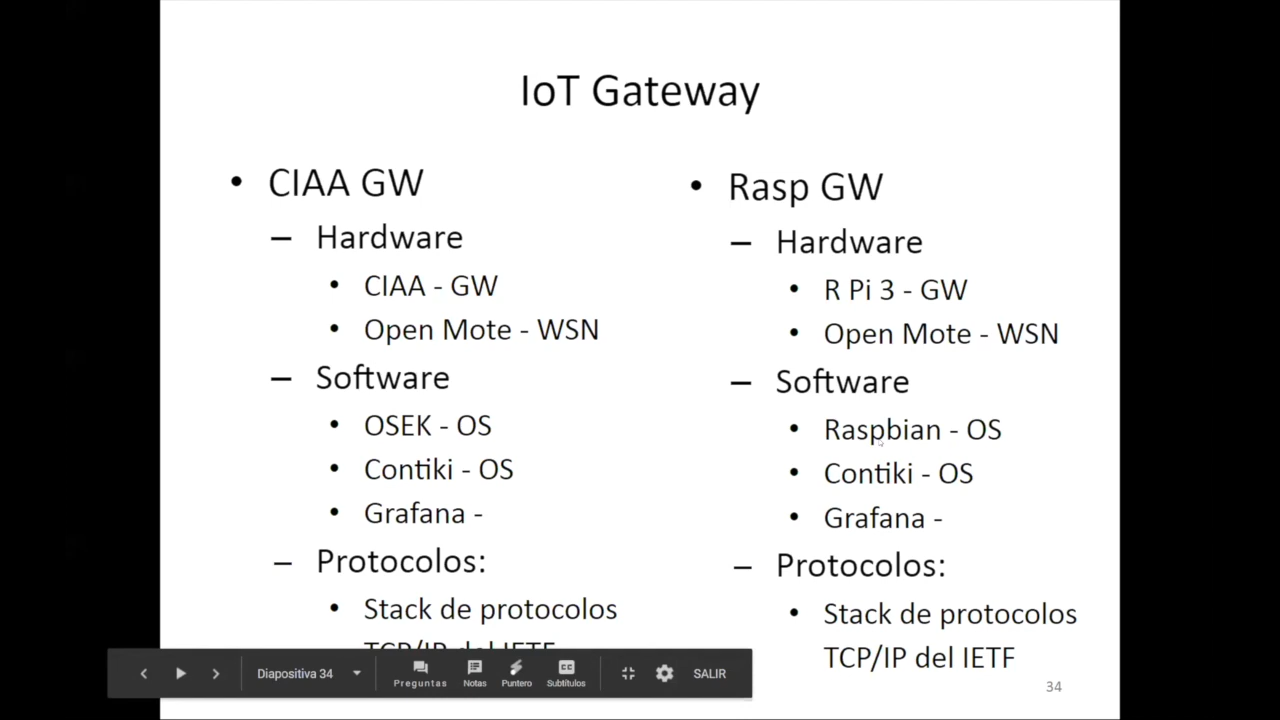 IoT Gateway
• CIAA GW
– Hardware
• CIAA - GW
• Open Mote - WSN
– Software
• OSEK - OS
• Contiki - OS
• Grafana -
– Protocolos:
• Stack de protocolos
TCP/IP del IETF
• Rasp GW
– Hardware
• R Pi 3 - GW
• Open Mote - WSN
– Software
• Raspbian - OS
• Contiki - OS
• Grafana -
– Protocolos:
• Stack de protocolos
TCP/IP del IETF
34
Diapositiva 34
Preguntas
Notas
Puntero
Subtítulos
SALIR